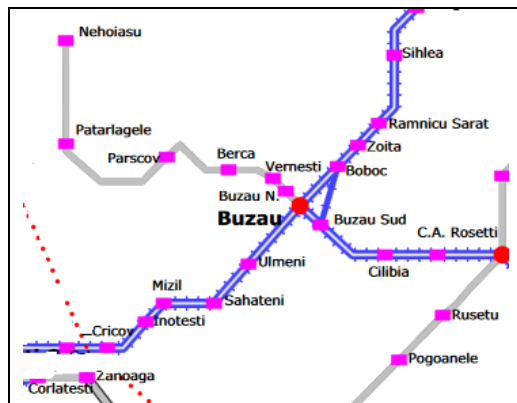 Nehoiasu
Sihlea
Patarlagele
Ramnicu Sarat
Parscov
Berca
Zoita
Vernesti
Boboc
Buzau N.
Buzau
Buzau Sud
C.A. Rosetti
Ulmeni
Cilibia
Mizil
Sahateni
Inotesti
Rusetu
Cricov
Pogoanele
Zanoaga
Corlatesti